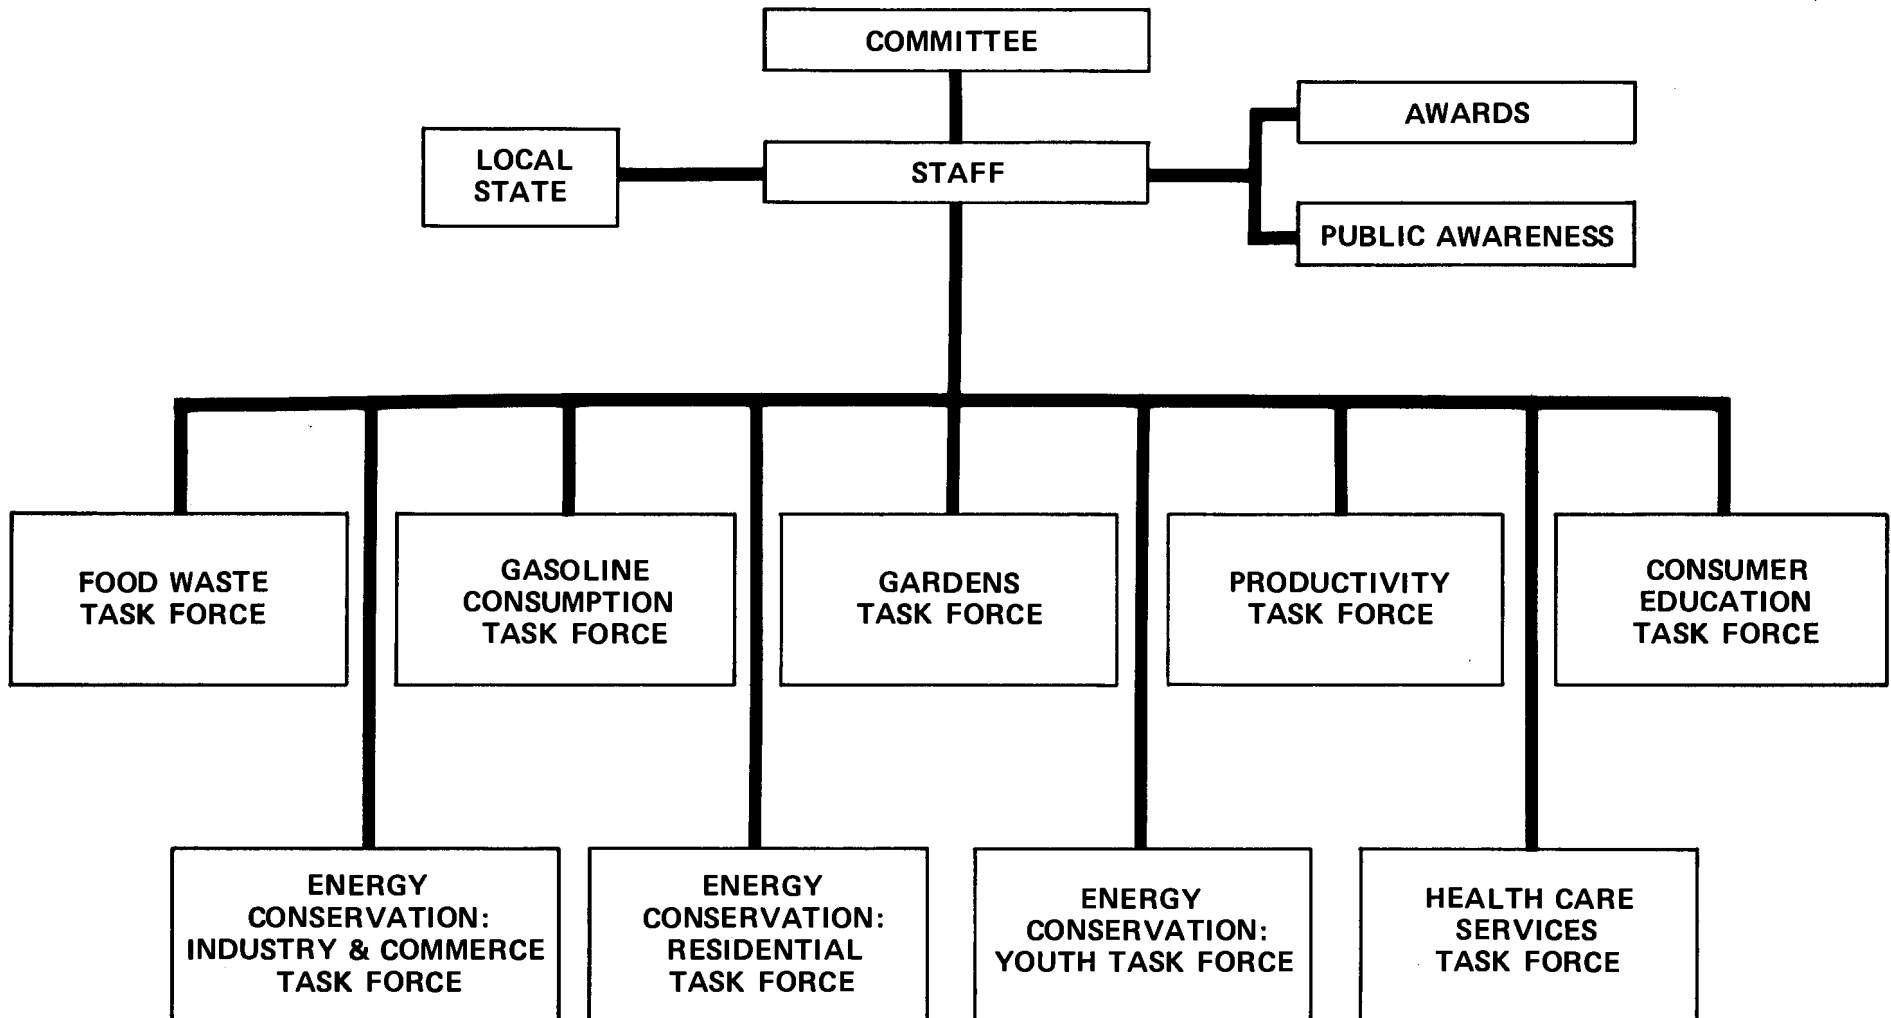 COMMITTEE
AWARDS
LOCAL
STATE
STAFF
PUBLIC AWARENESS
FOOD WASTE
TASK FORCE
GASOLINE
CONSUMPTION
TASK FORCE
GARDENS
TASK FORCE
PRODUCTIVITY
TASK FORCE
CONSUMER
EDUCATION
TASK FORCE
ENERGY
CONSERVATION:
INDUSTRY & COMMERCE
TASK FORCE
ENERGY
CONSERVATION:
RESIDENTIAL
TASK FORCE
ENERGY
CONSERVATION:
YOUTH TASK FORCE
HEALTH CARE
SERVICES
TASK FORCE